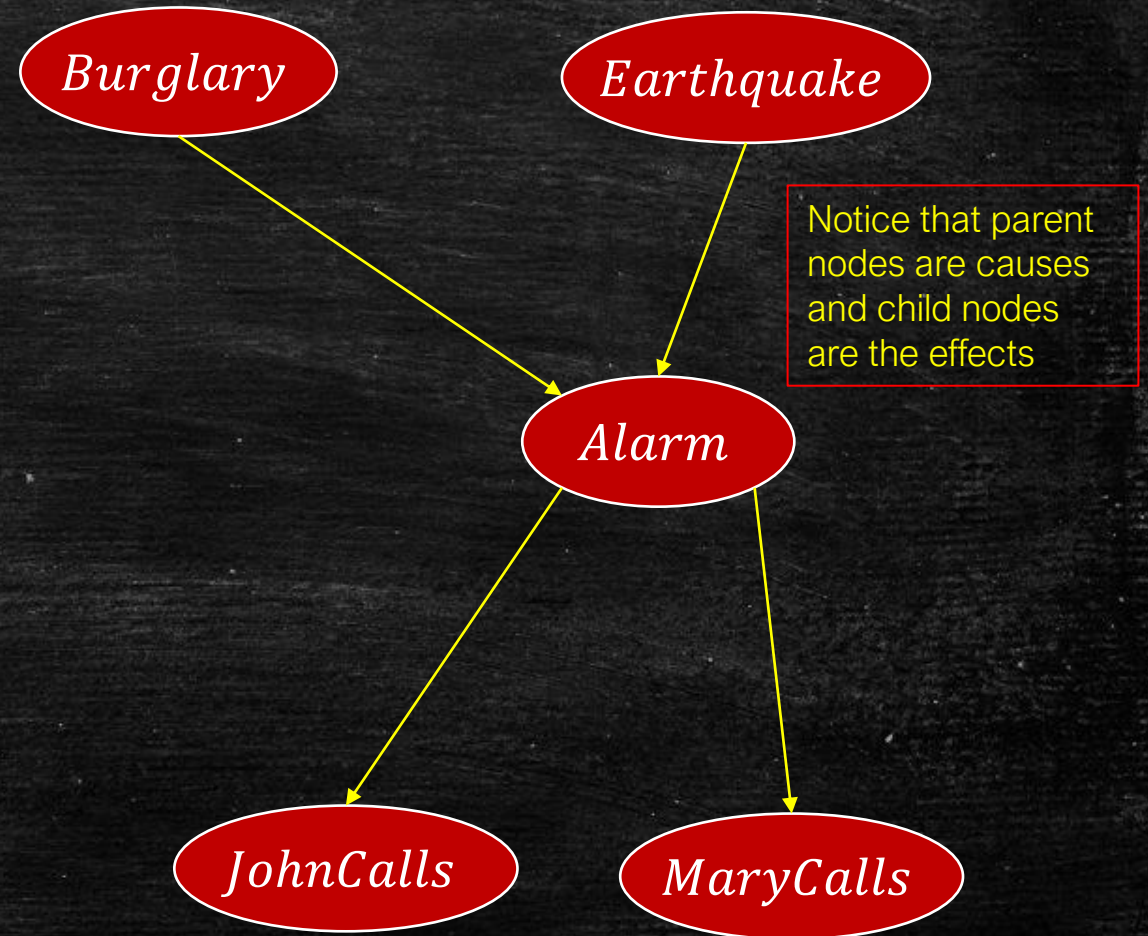 Burglary
Earthquake
Notice that parent
nodes are causes
and child nodes
are the effects
Alarm
JohnCalls
MaryCalls